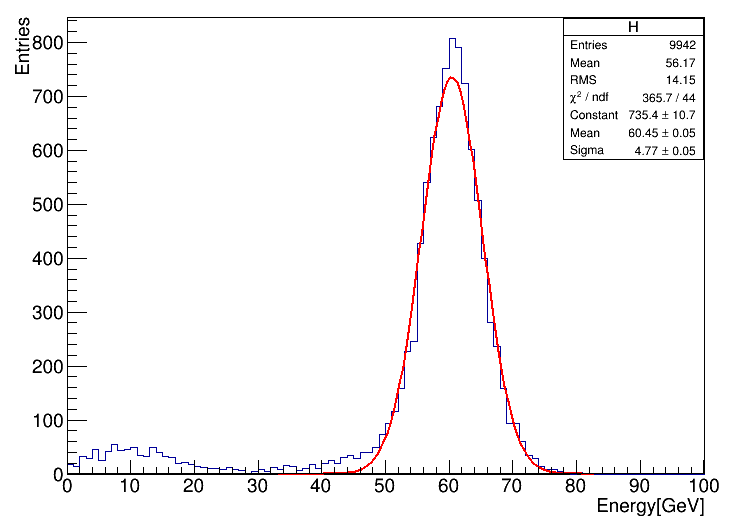 H
Entries 9942
Mean 56.17
RMS 14.15
χ² / ndf 365.7 / 44
Constant 735.4 ± 10.7
Mean 60.45 ± 0.05
Sigma 4.77 ± 0.05
Entries
800
700
600
500
400
300
200
100
0
0 10 20 30 40 50 60 70 80 90 100
Energy[GeV]